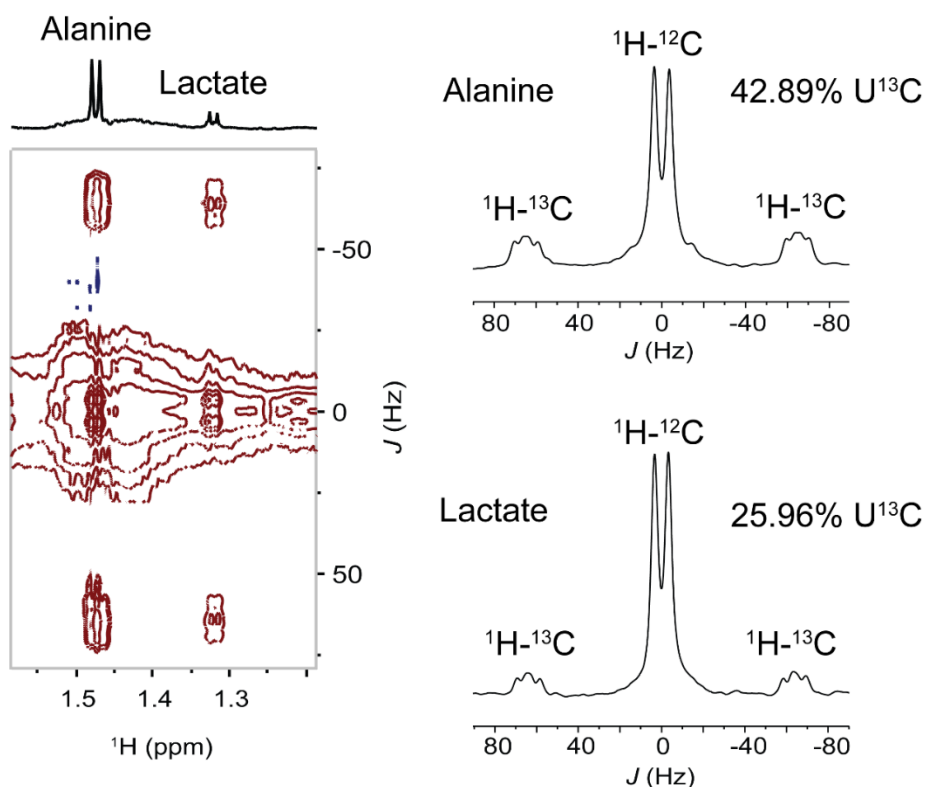 Alanine
Lactate
-50
0
50
J (Hz)
1.5 1.4 1.3
¹H (ppm)
¹H-¹²C
Alanine 42.89% U¹³C
¹H-¹³C ¹H-¹³C
80 40 0 -40 -80
J (Hz)
¹H-¹²C
Lactate 25.96% U¹³C
¹H-¹³C ¹H-¹³C
80 40 0 -40 -80
J (Hz)